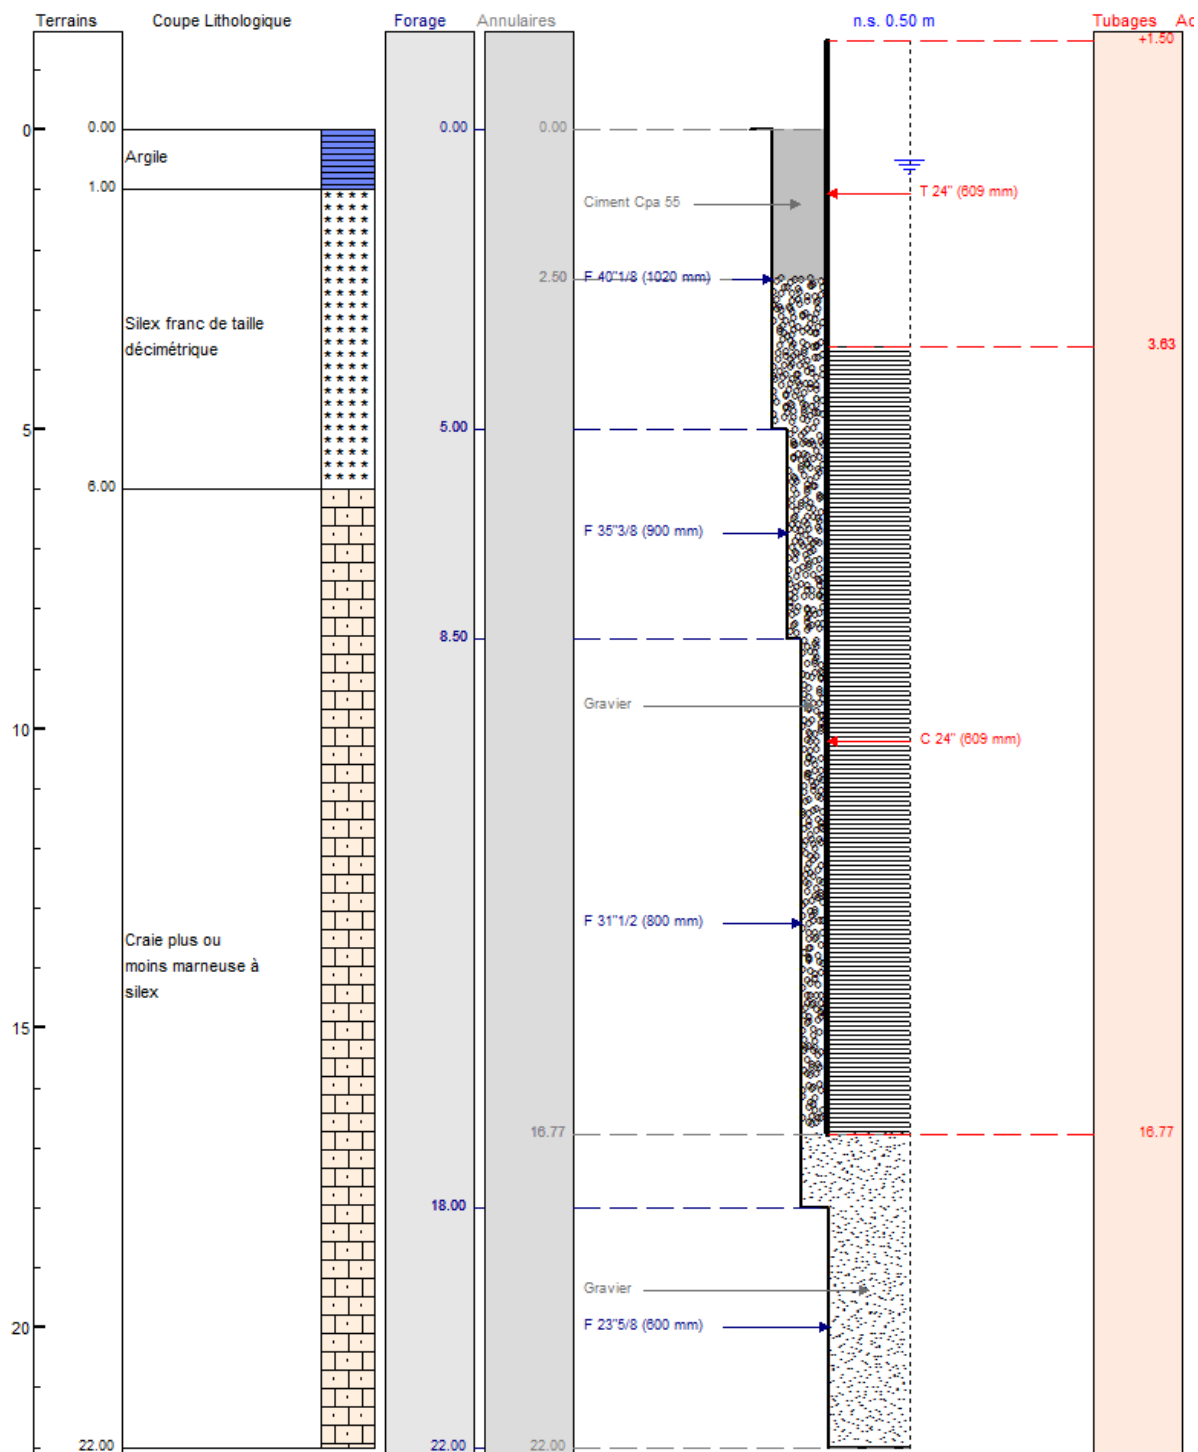 Terrains Coupe Lithologique Forage Annulaires n.s. 0.50 m Tubages Ac
+1.50
0 0.00 0.00 0.00
Argile
1.00
T 24" (609 mm)
Ciment Cpa 55
2.50 F 40"1/8 (1020 mm)
Silex franc de taille
décimétrique
3.63
5 5.00
6.00
F 35"3/8 (900 mm)
8.50
Gravier
10
C 24" (609 mm)
F 31"1/2 (800 mm)
Craie plus ou
moins marneuse à
silex
15
16.77 16.77
18.00
Gravier
20 F 23"5/8 (600 mm)
22.00 22.00 22.00